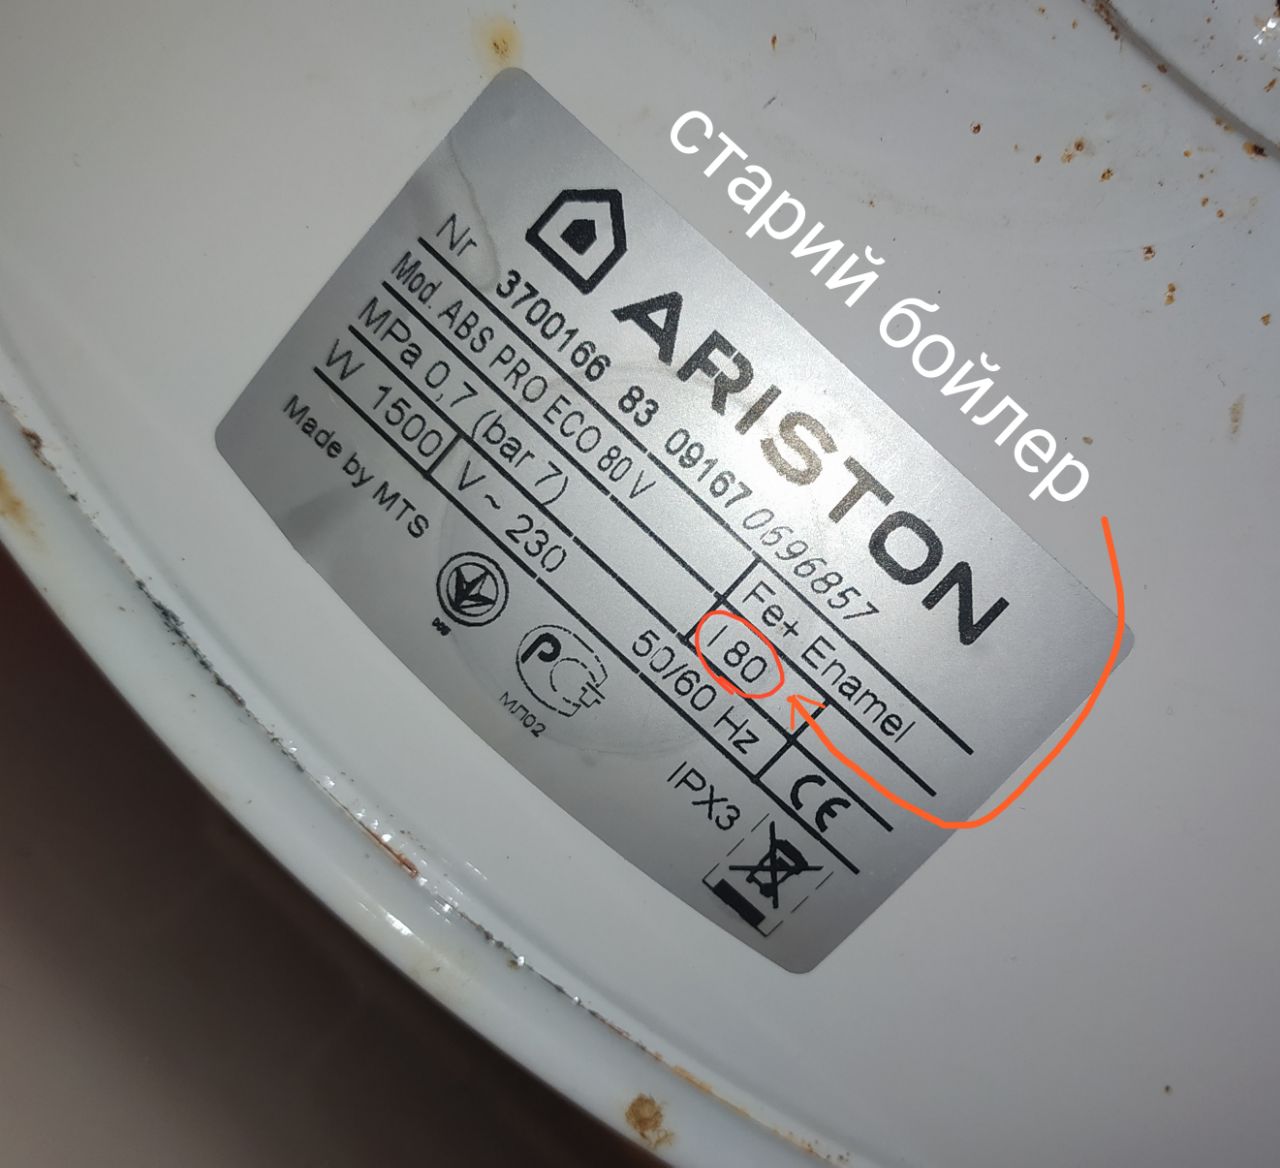 старий бойлер
ARISTON
Nr 3700166 83 09167 0696857
Mod. ABS PRO ECO 80 V Fe+ Enamel
MPa 0,7 (bar 7) l 80
W 1500 V ~ 230 50/60 Hz CE
Made by MTS IPX3
РСТ
МЛ02